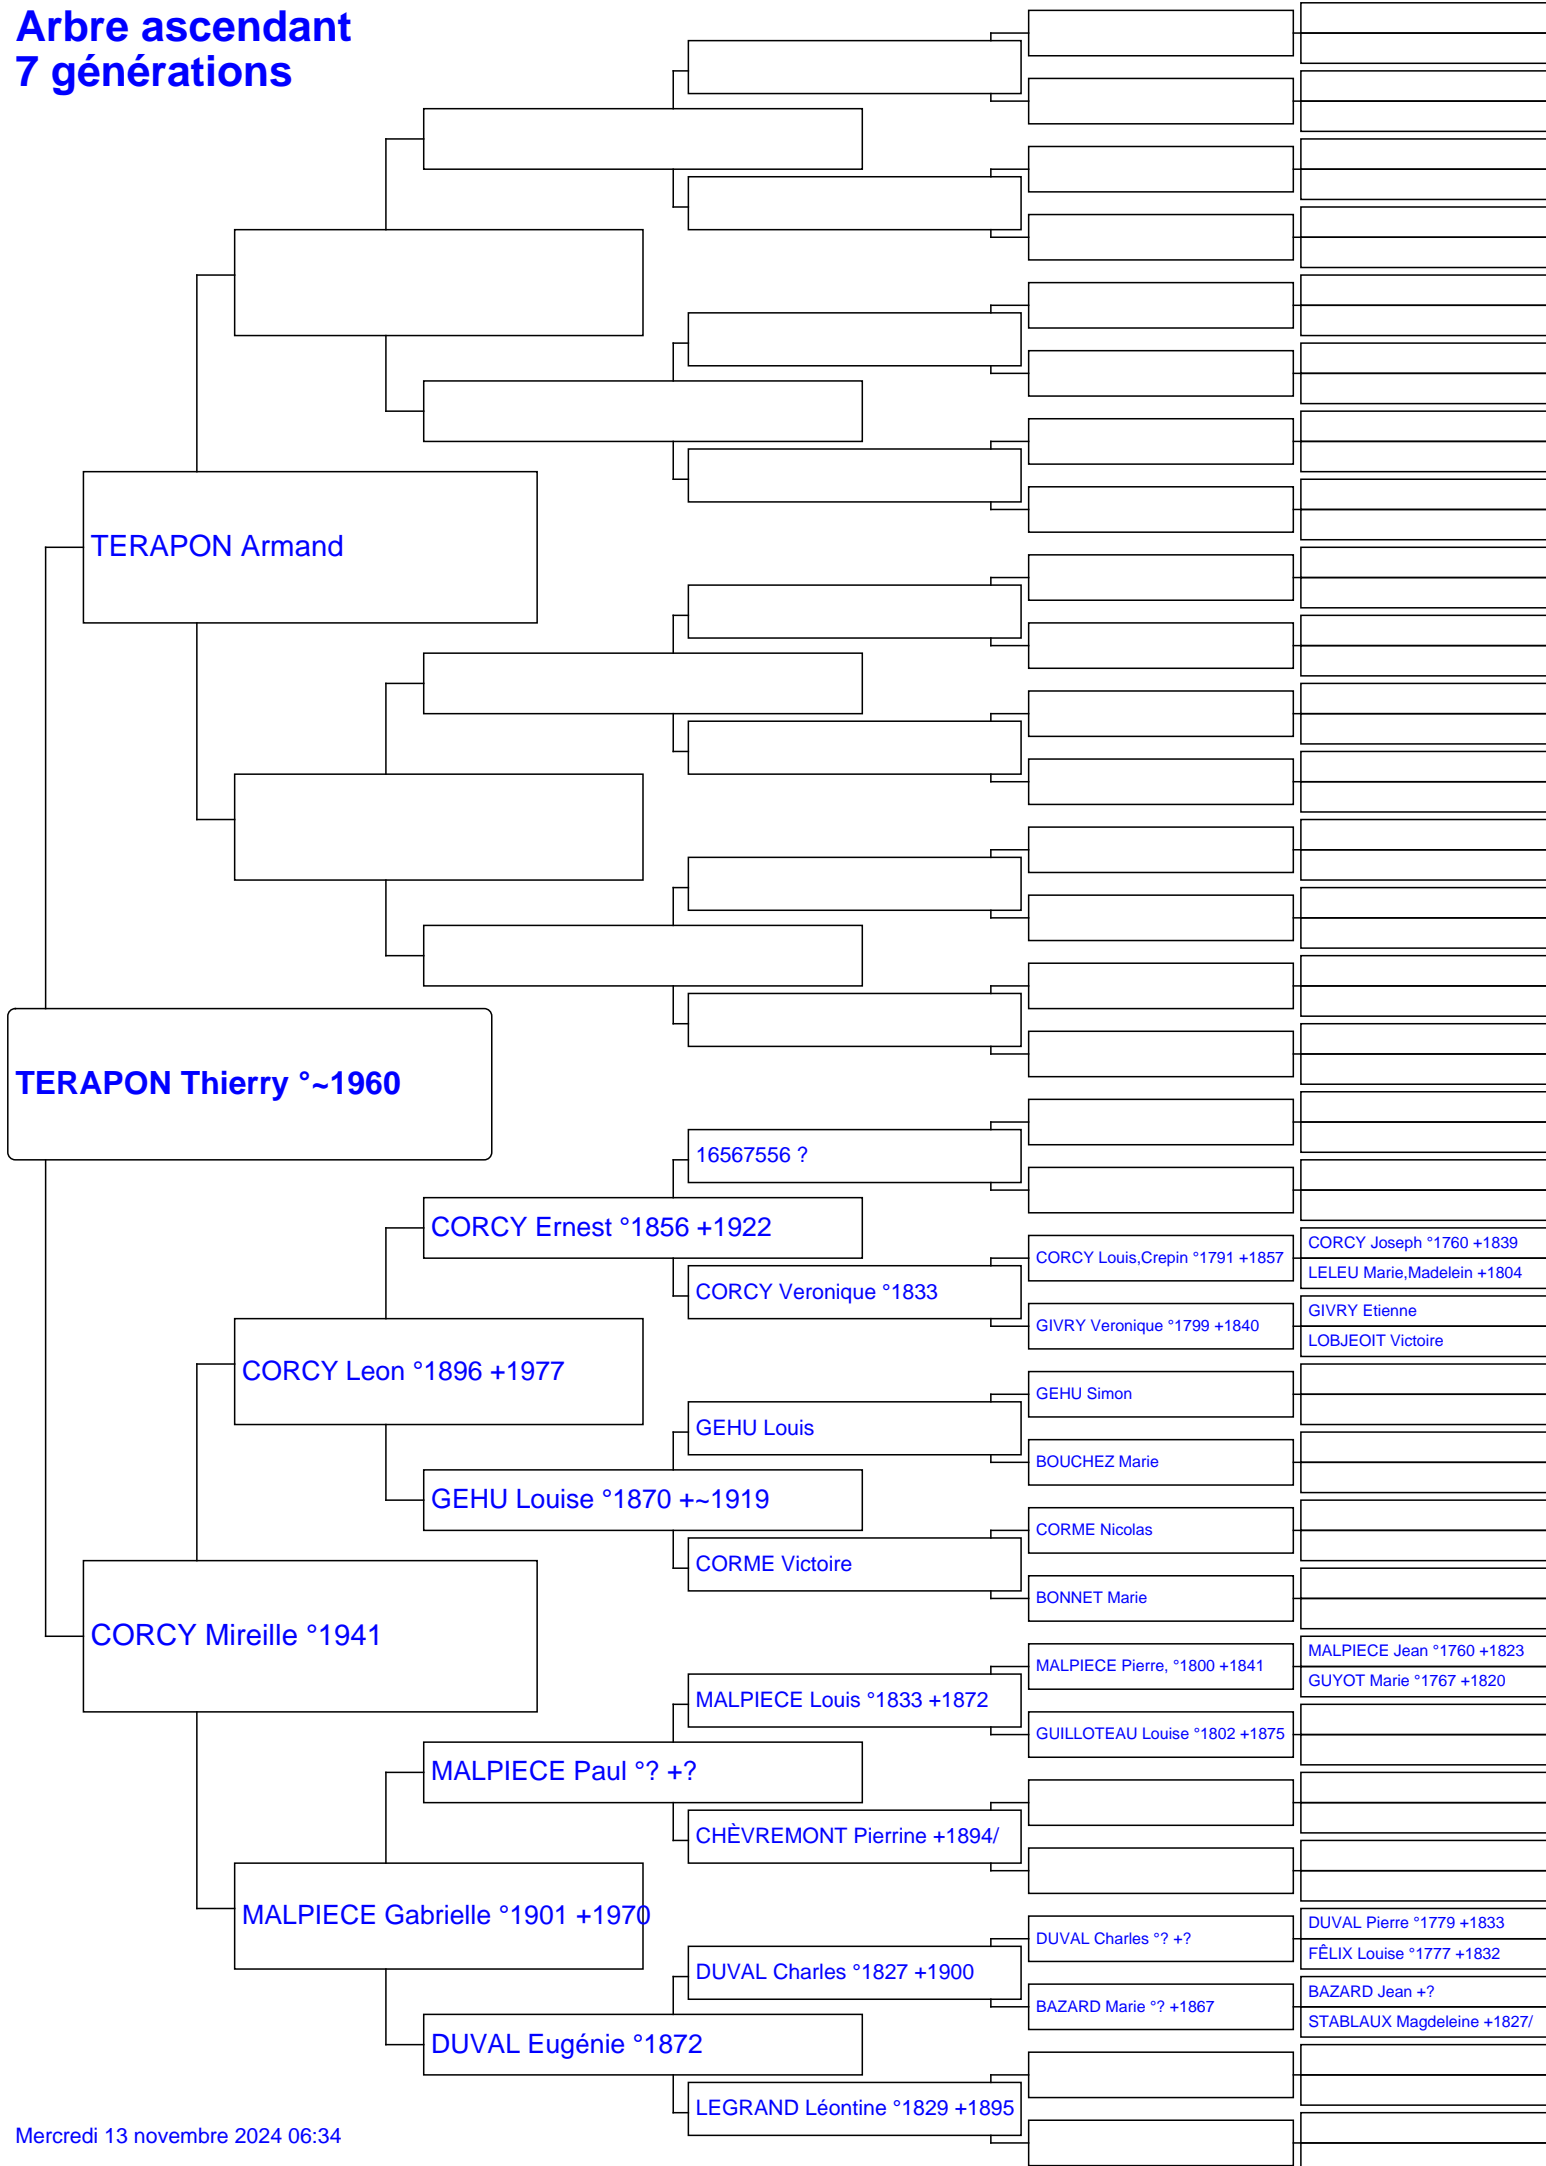 Arbre ascendant
7 générations
TERAPON Armand
TERAPON Thierry °~1960
16567556 ?
CORCY Ernest °1856 +1922
CORCY Joseph °1760 +1839
CORCY Louis,Crepin °1791 +1857
LELEU Marie,Madelein +1804
CORCY Veronique °1833
GIVRY Etienne
GIVRY Veronique °1799 +1840
LOBJEOIT Victoire
CORCY Leon °1896 +1977
GEHU Simon
GEHU Louis
BOUCHEZ Marie
GEHU Louise °1870 +~1919
CORME Nicolas
CORME Victoire
BONNET Marie
CORCY Mireille °1941
MALPIECE Jean °1760 +1823
MALPIECE Pierre, °1800 +1841
GUYOT Marie °1767 +1820
MALPIECE Louis °1833 +1872
GUILLOTEAU Louise °1802 +1875
MALPIECE Paul °? +?
CHÈVREMONT Pierrine +1894/
MALPIECE Gabrielle °1901 +1970
DUVAL Pierre °1779 +1833
DUVAL Charles °? +?
FÊLIX Louise °1777 +1832
DUVAL Charles °1827 +1900
BAZARD Jean +?
BAZARD Marie °? +1867
STABLAUX Magdeleine +1827/
DUVAL Eugénie °1872
LEGRAND Léontine °1829 +1895
Mercredi 13 novembre 2024 06:34